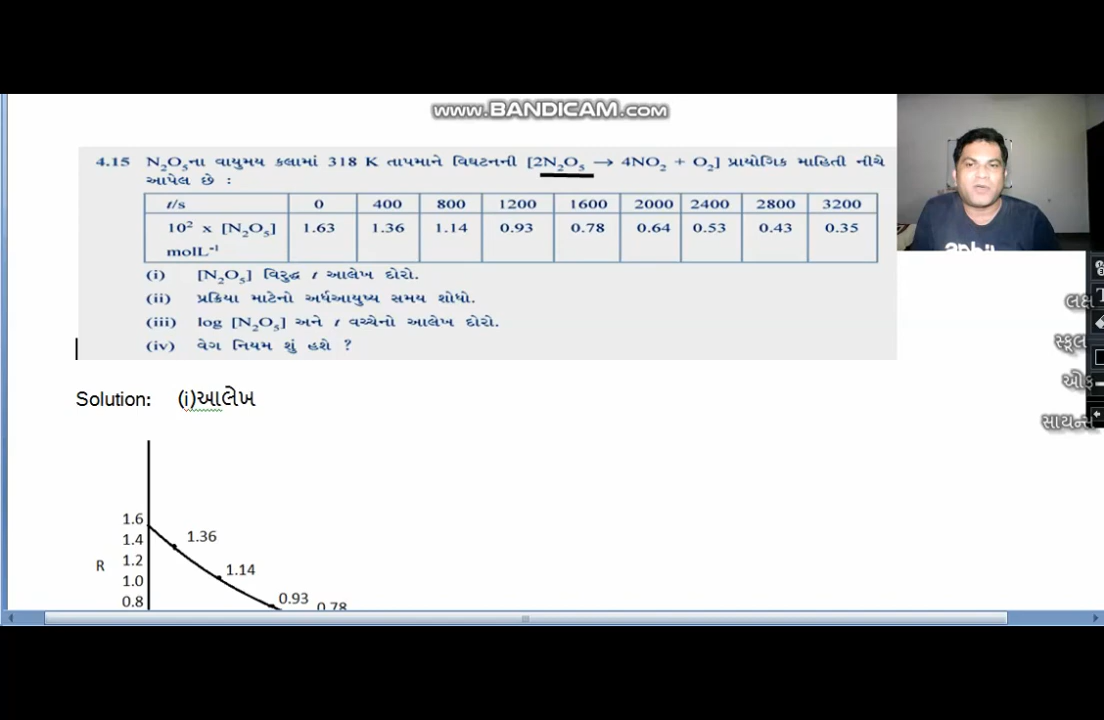 www.BANDICAM.com
4.15 N₂O₅ના વાયુમય કલામાં 318 K તાપમાને વિઘટનની [2N₂O₅ → 4NO₂ + O₂] પ્રાયોગિક માહિતી નીચે
આપેલ છે :
t/s 0 400 800 1200 1600 2000 2400 2800 3200
10² x [N₂O₅] 1.63 1.36 1.14 0.93 0.78 0.64 0.53 0.43 0.35
molL⁻¹
(i) [N₂O₅] વિરુદ્ધ t આલેખ દોરો.
(ii) પ્રક્રિયા માટેનો અર્ધઆયુષ્ય સમય શોધો.
(iii) log [N₂O₅] અને t વચ્ચેનો આલેખ દોરો.
(iv) વેગ નિયમ શું હશે ?
લક્ષ
સ્કૂલ
ઓફ
સાયન્સ
Solution: (i)આલેખ
1.6
1.4 1.36
R 1.2 1.14
1.0
0.8 0.93 0.78